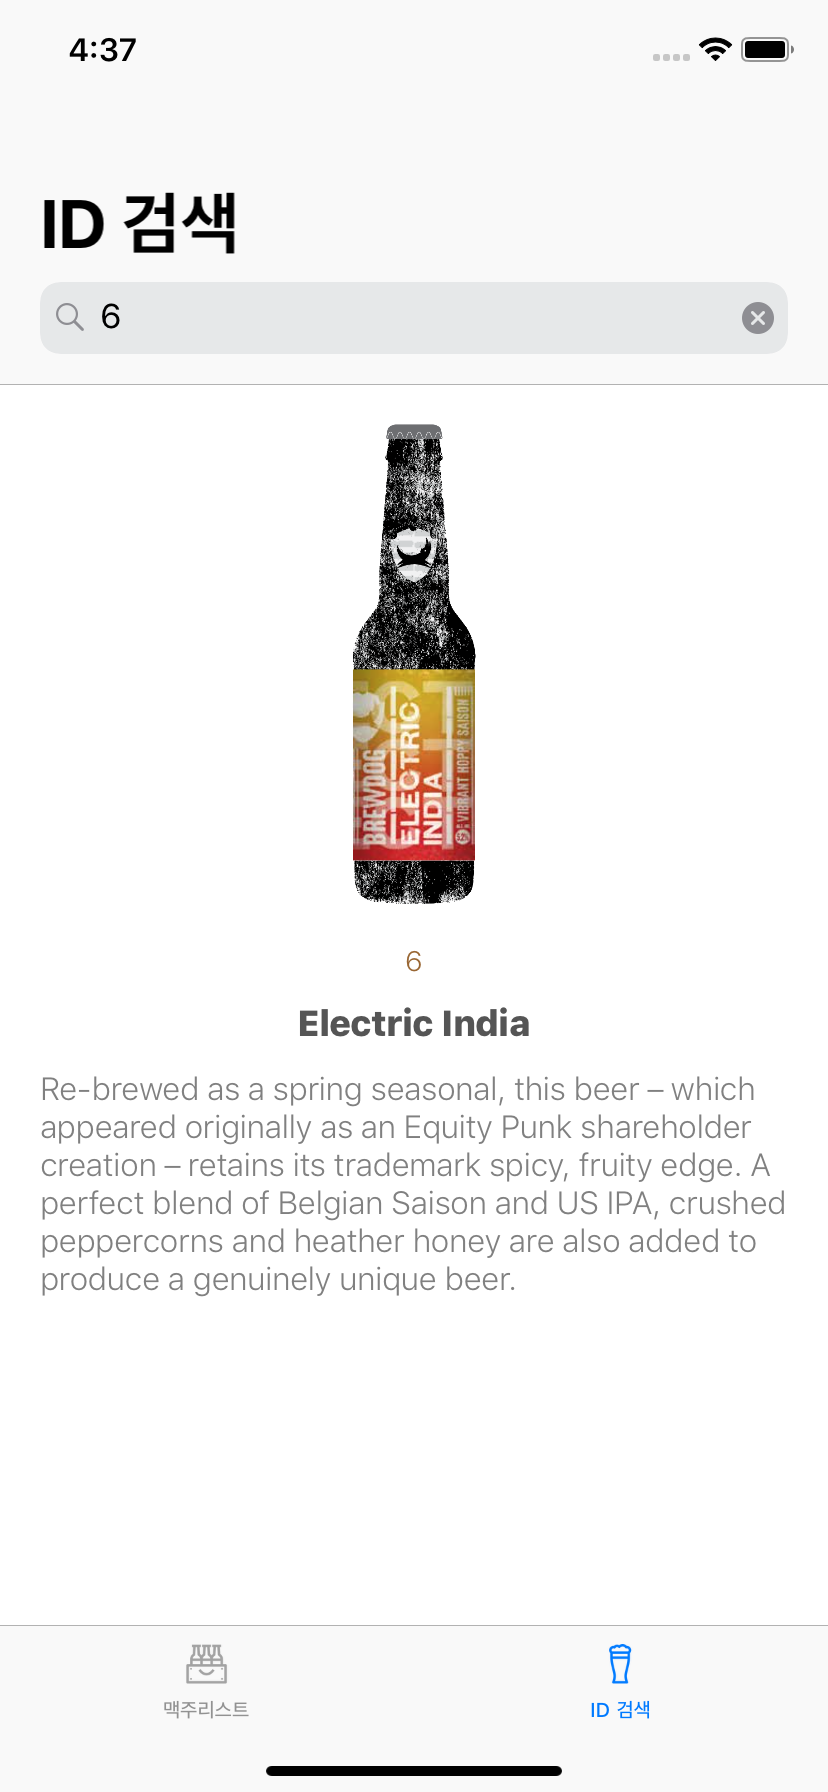 4:37
ID 검색
6
BREWDOG
ELECTRIC
INDIA
VIBRANT HOPPY SAISON
6
Electric India
Re-brewed as a spring seasonal, this beer – which
appeared originally as an Equity Punk shareholder
creation – retains its trademark spicy, fruity edge. A
perfect blend of Belgian Saison and US IPA, crushed
peppercorns and heather honey are also added to
produce a genuinely unique beer.
맥주리스트
ID 검색